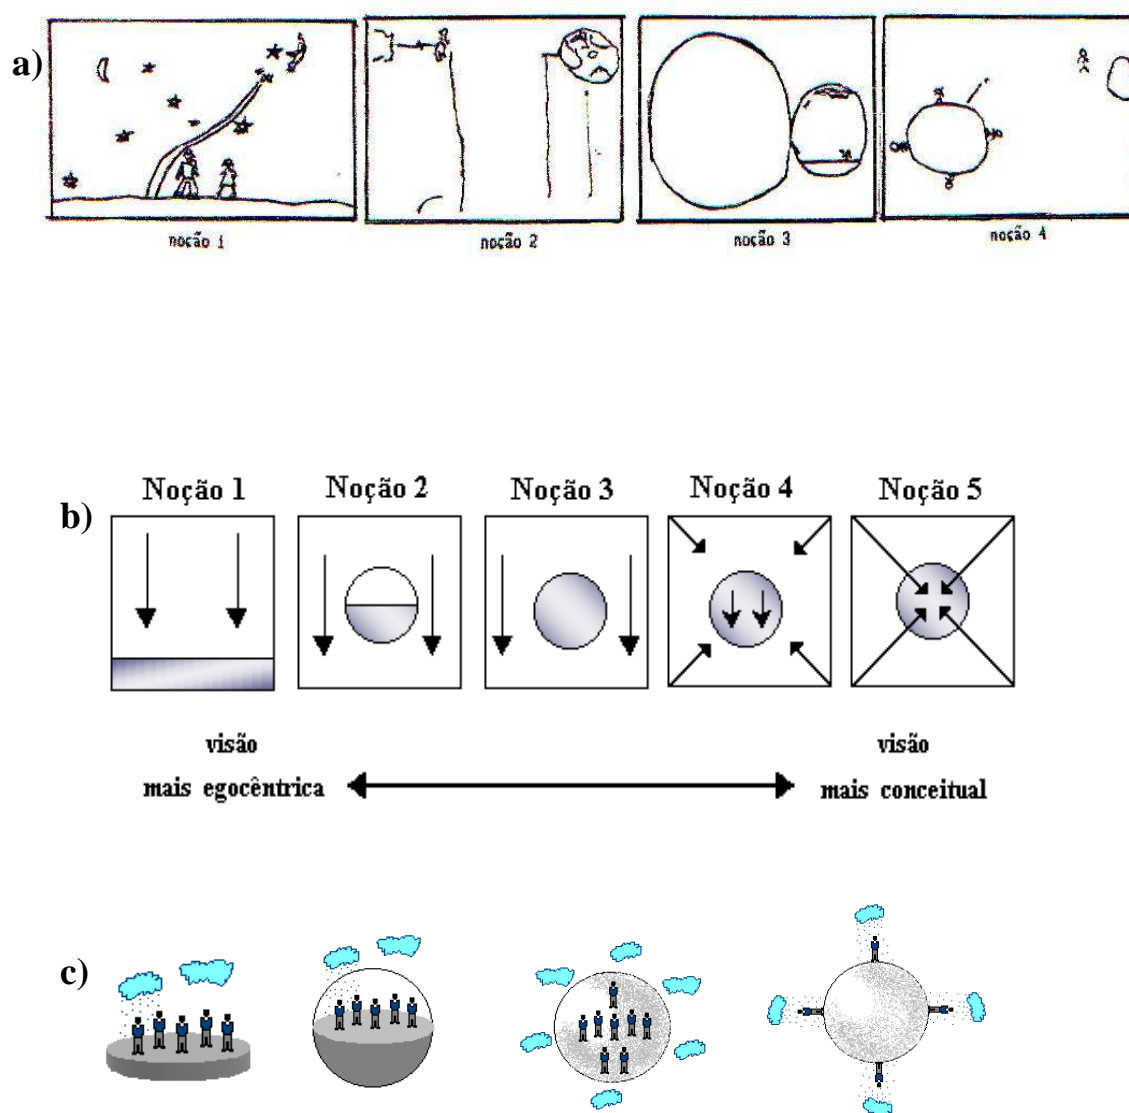 a)
noção 1
noção 2
noção 3
noção 4
b)
Noção 1
Noção 2
Noção 3
Noção 4
Noção 5
visão
mais egocêntrica
visão
mais conceitual
c)